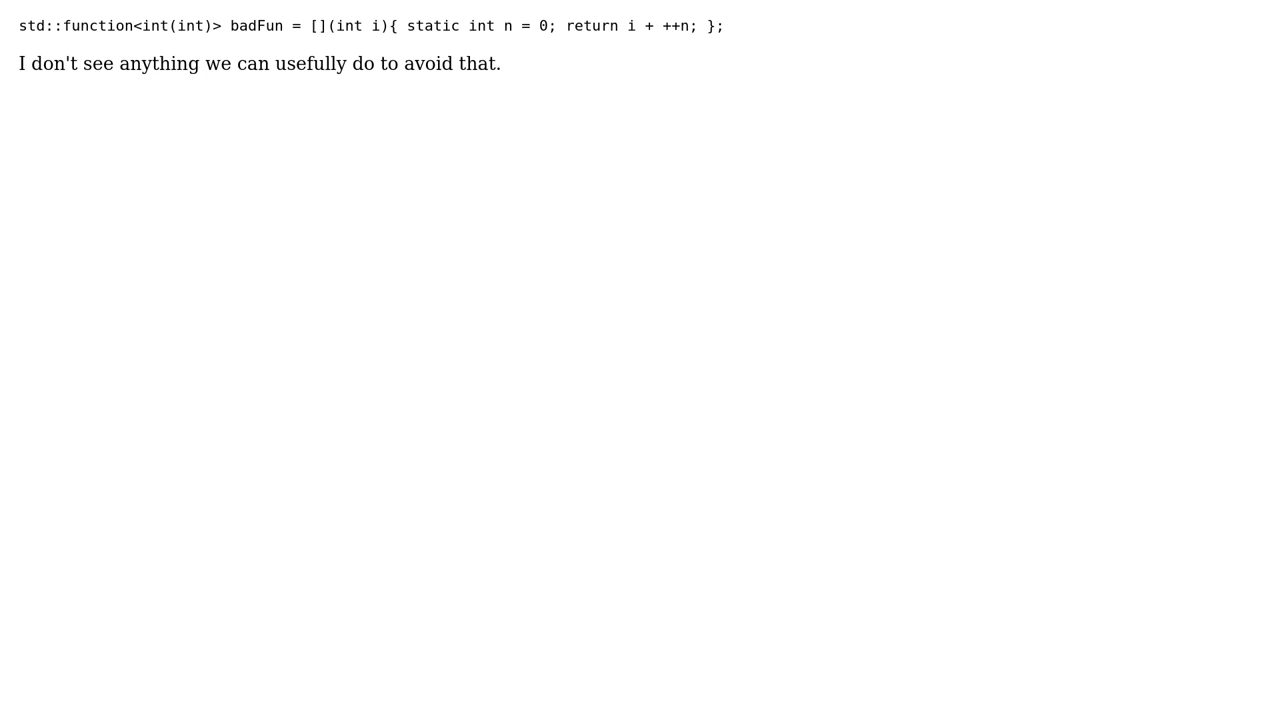 std::function<int(int)> badFun = [](int i){ static int n = 0; return i + ++n; };
I don't see anything we can usefully do to avoid that.